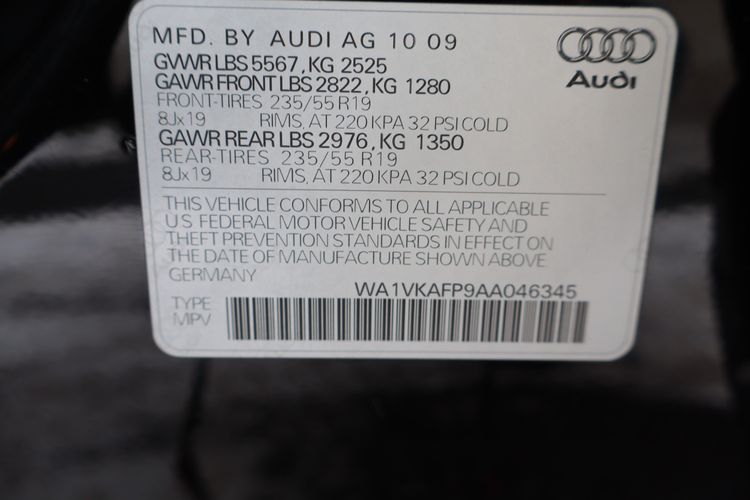 MFD. BY AUDI AG 10 09
GVWR LBS 5567, KG 2525
GAWR FRONT LBS 2822, KG 1280
FRONT-TIRES 235/55 R19
8Jx19 RIMS, AT 220 KPA 32 PSI COLD
GAWR REAR LBS 2976, KG 1350
REAR-TIRES 235/55 R19
8Jx19 RIMS, AT 220 KPA 32 PSI COLD
Audi
THIS VEHICLE CONFORMS TO ALL APPLICABLE
U.S. FEDERAL MOTOR VEHICLE SAFETY AND
THEFT PREVENTION STANDARDS IN EFFECT ON
THE DATE OF MANUFACTURE SHOWN ABOVE.
GERMANY
WA1VKAFP9AA046345
TYPE
MPV